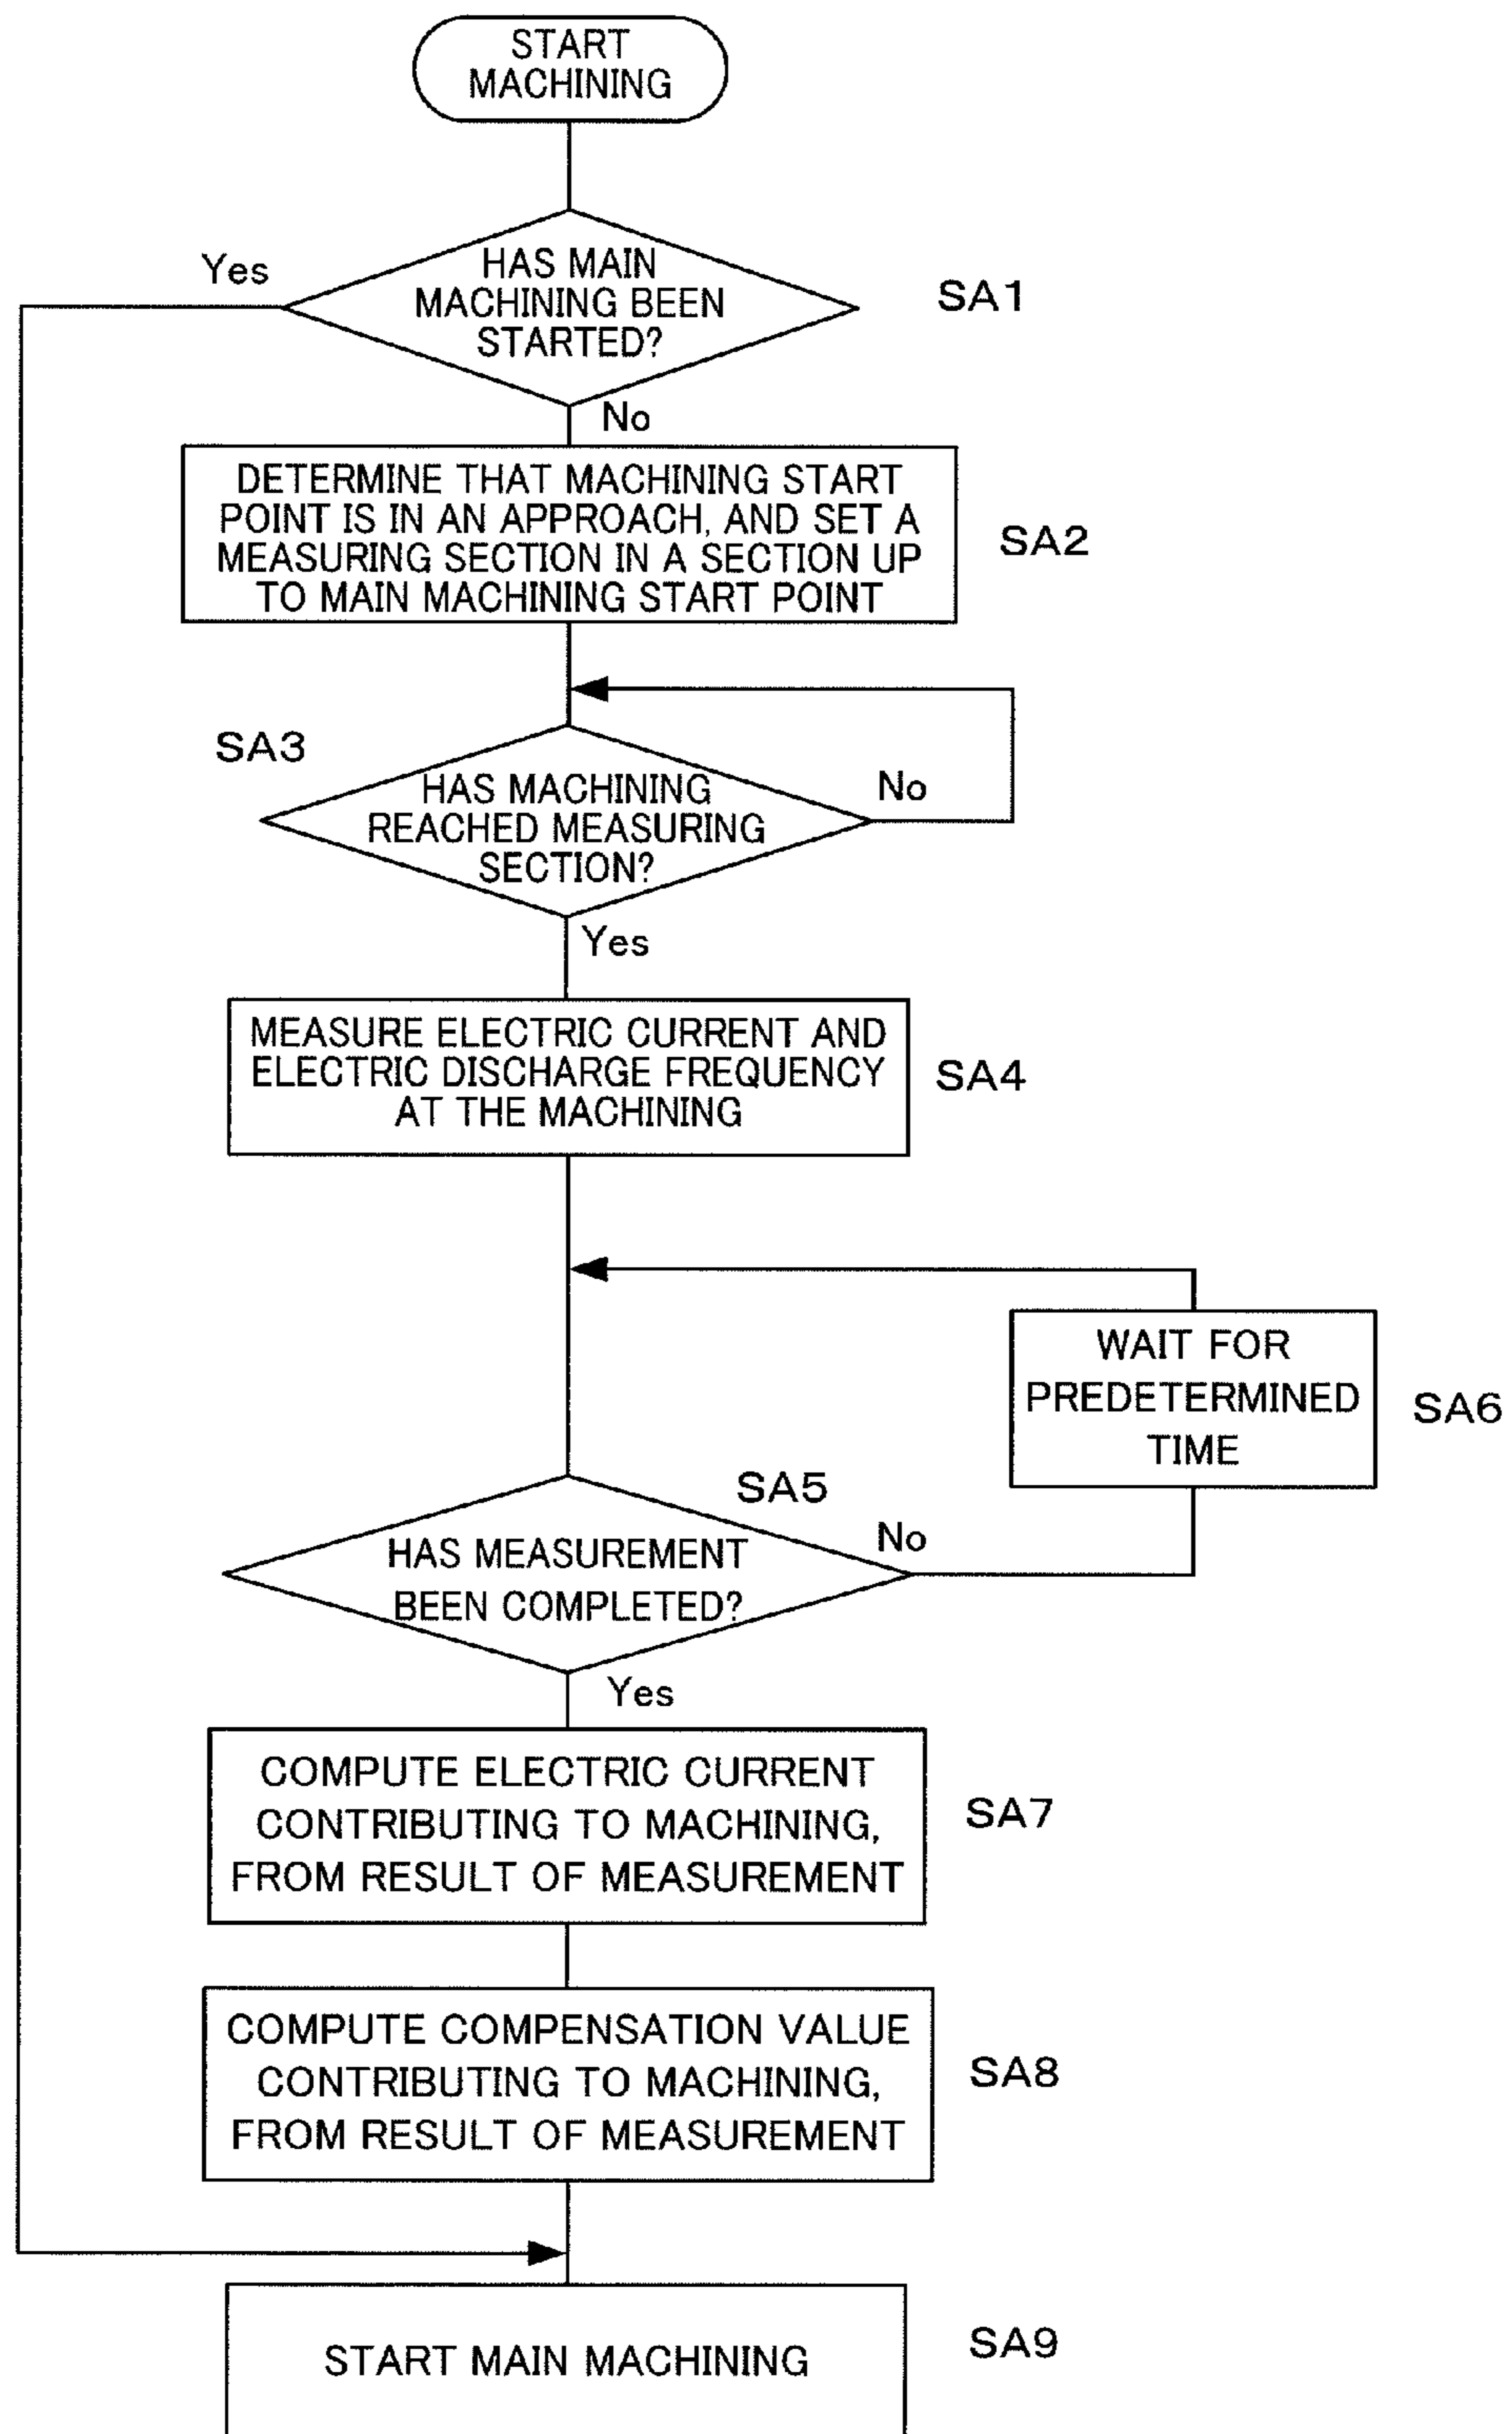 START
MACHINING
Yes
HAS MAIN
MACHINING BEEN
STARTED?
SA1
No
DETERMINE THAT MACHINING START
POINT IS IN AN APPROACH, AND SET A
MEASURING SECTION IN A SECTION UP
TO MAIN MACHINING START POINT
SA2
SA3
HAS MACHINING
REACHED MEASURING
SECTION?
No
Yes
MEASURE ELECTRIC CURRENT AND
ELECTRIC DISCHARGE FREQUENCY
AT THE MACHINING
SA4
WAIT FOR
PREDETERMINED
TIME
SA6
SA5
HAS MEASUREMENT
BEEN COMPLETED?
No
Yes
COMPUTE ELECTRIC CURRENT
CONTRIBUTING TO MACHINING,
FROM RESULT OF MEASUREMENT
SA7
COMPUTE COMPENSATION VALUE
CONTRIBUTING TO MACHINING,
FROM RESULT OF MEASUREMENT
SA8
START MAIN MACHINING
SA9